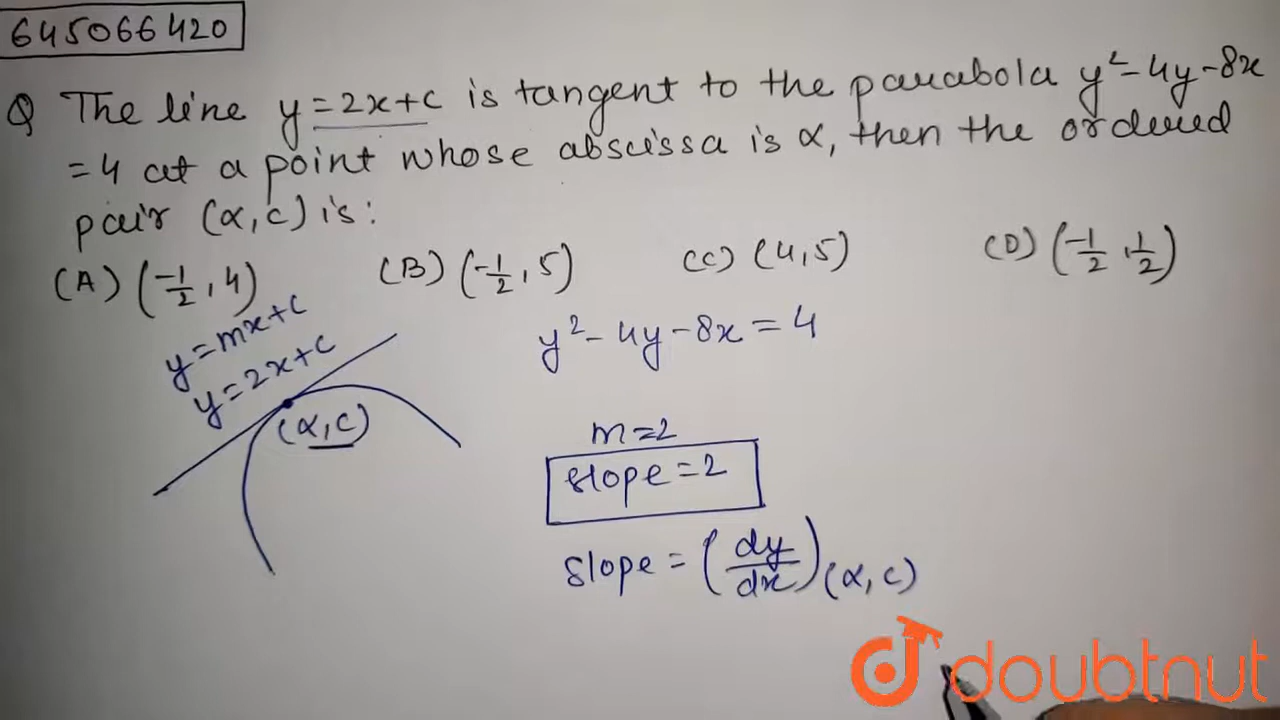 645066420
Q The line y=2x+c is tangent to the parabola y²-4y-8x
=4 at a point whose abscissa is α, then the ordered
pair (α,c) is:
(A) (-1/2, 4) (B) (-1/2, 5) (C) (4,5) (D) (-1/2, 1/2)
y=mx+c
y=2x+c
(α,c)
y²-4y-8x=4
m=2
slope=2
slope = (dy/dx)(α,c)
doubtnut